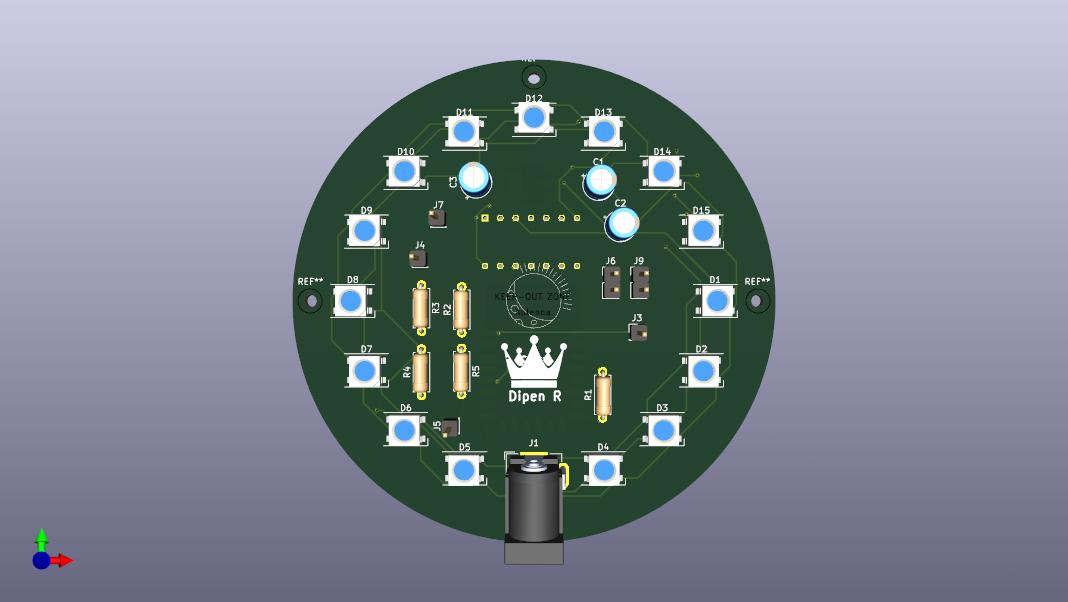 D12
D11
D13
D10
D14
C3
C1
J7
C2
D9
D15
J4
J6 J9
REF**
D8
D1
REF**
KEEP-OUT ZONE
Antenna
R3
R2
J3
D7
D2
R4
R5
Dipen R
R1
D6
D3
J5
D5
J1
D4